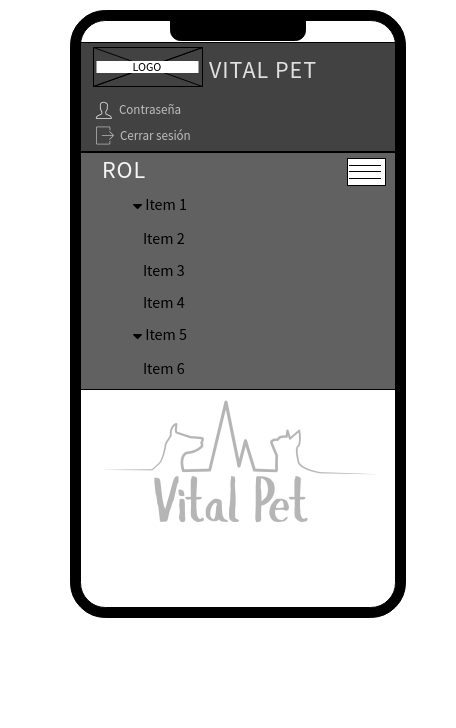 LOGO
VITAL PET
Contraseña
Cerrar sesión
ROL
Item 1
Item 2
Item 3
Item 4
Item 5
Item 6
Vital Pet